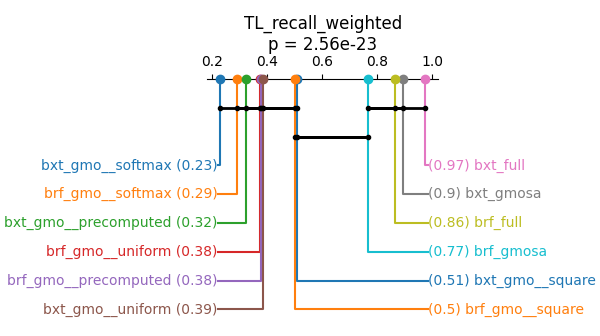 TL_recall_weighted
p = 2.56e-23
0.2 0.4 0.6 0.8 1.0
bxt_gmo__softmax (0.23) (0.97) bxt_full
brf_gmo__softmax (0.29) (0.9) bxt_gmosa
bxt_gmo__precomputed (0.32) (0.86) brf_full
brf_gmo__uniform (0.38) (0.77) brf_gmosa
brf_gmo__precomputed (0.38) (0.51) bxt_gmo__square
bxt_gmo__uniform (0.39) (0.5) brf_gmo__square